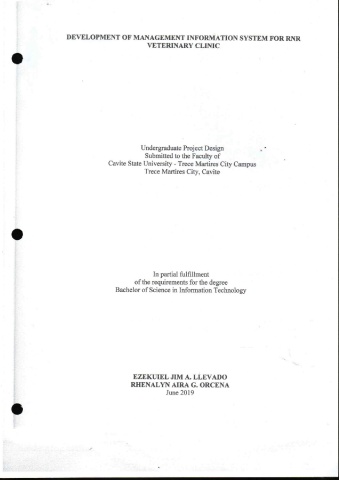 DEVELOPMENT OF MANAGEMENT INFORMATION SYSTEM FOR RNR
VETERINARY CLINIC
Undergraduate Project Design
Submitted to the Faculty of
Cavite State University - Trece Martires City Campus
Trece Martires City, Cavite
In partial fulfillment
of the requirements for the degree
Bachelor of Science in Information Technology
EZEKUIEL JIM A. LLEVADO
RHENALYN AIRA G. ORCENA
June 2019